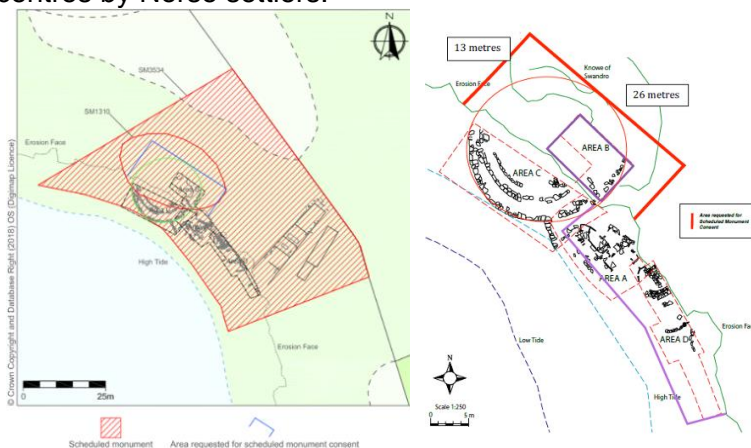 centres by Norse settlers.
N
SM3534
SM1319
Erosion Face
High Tide
Erosion Face
0 25m
© Crown Copyright and Database Right (2018) OS (Digimap Licence)
Scheduled monument
Area requested for scheduled monument consent
13 metres
Erosion Face
Knowe of Swandro
26 metres
AREA B
AREA C
Area requested for
Scheduled Monument
Consent
AREA A
AREA D
Erosion Fac
Low Tide
High Tide
N
Scale 1:250
0 5m